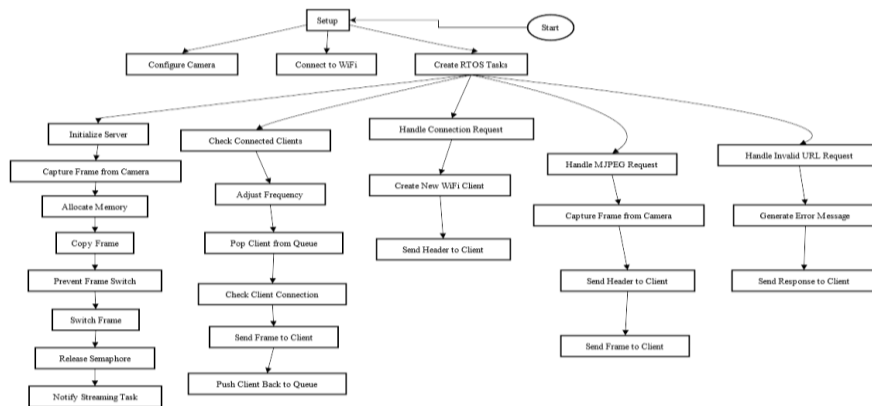 Setup
Start
Configure Camera
Connect to WiFi
Create RTOS Tasks
Initialize Server
Capture Frame from Camera
Allocate Memory
Copy Frame
Prevent Frame Switch
Switch Frame
Release Semaphore
Notify Streaming Task
Check Connected Clients
Adjust Frequency
Pop Client from Queue
Check Client Connection
Send Frame to Client
Push Client Back to Queue
Handle Connection Request
Create New WiFi Client
Send Header to Client
Handle MJPEG Request
Capture Frame from Camera
Send Header to Client
Send Frame to Client
Handle Invalid URL Request
Generate Error Message
Send Response to Client